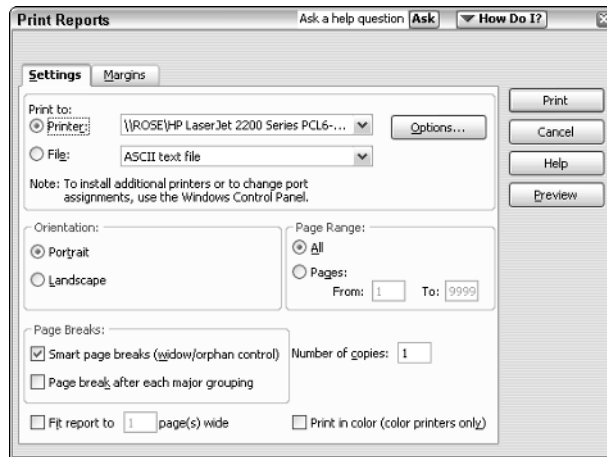 Print Reports
Ask a help question Ask How Do I?
Settings Margins
Print to:
Printer: \\ROSE\HP LaserJet 2200 Series PCL6-... Options...
File: ASCII text file
Note: To install additional printers or to change port
assignments, use the Windows Control Panel.
Print
Cancel
Help
Preview
Orientation:
Portrait
Landscape
Page Range:
All
Pages:
From: 1 To: 9999
Page Breaks:
Smart page breaks (widow/orphan control)
Page break after each major grouping
Number of copies: 1
Fit report to 1 page(s) wide
Print in color (color printers only)